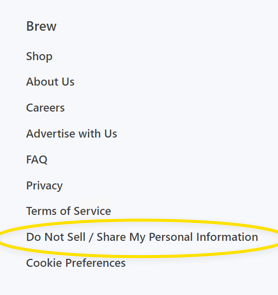 Brew
Shop
About Us
Careers
Advertise with Us
FAQ
Privacy
Terms of Service
Do Not Sell / Share My Personal Information
Cookie Preferences